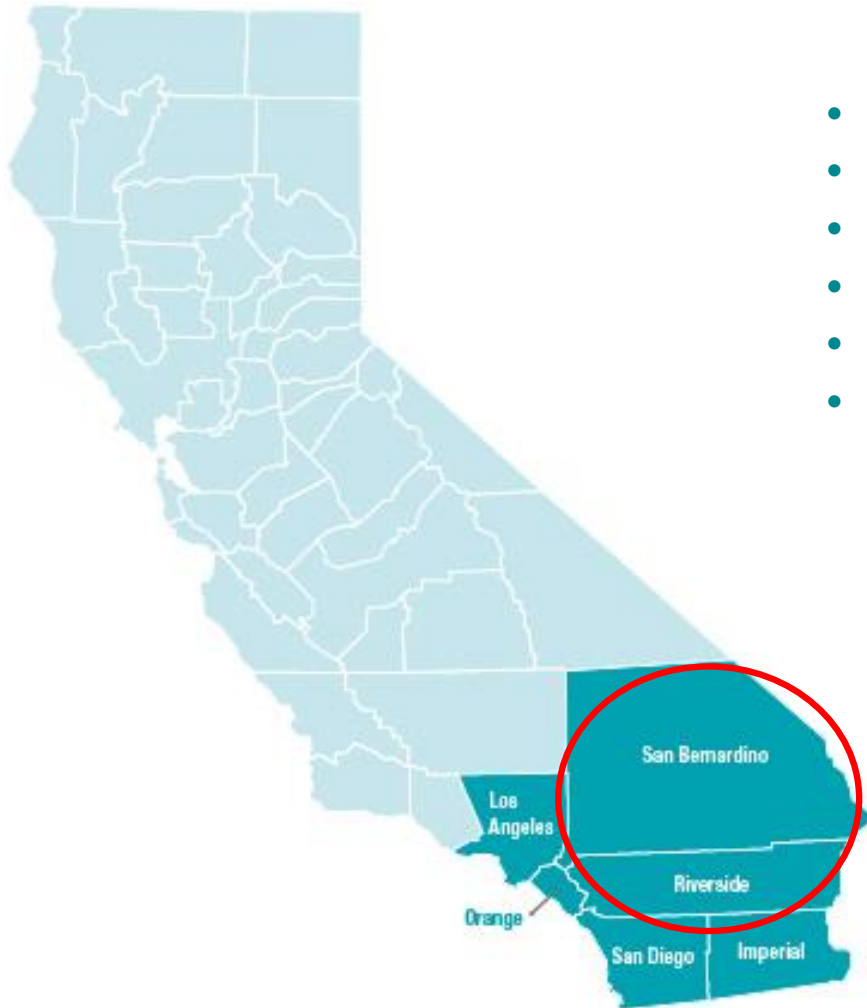 San Bernardino
Los
Angeles
Riverside
Orange
San Diego
Imperial